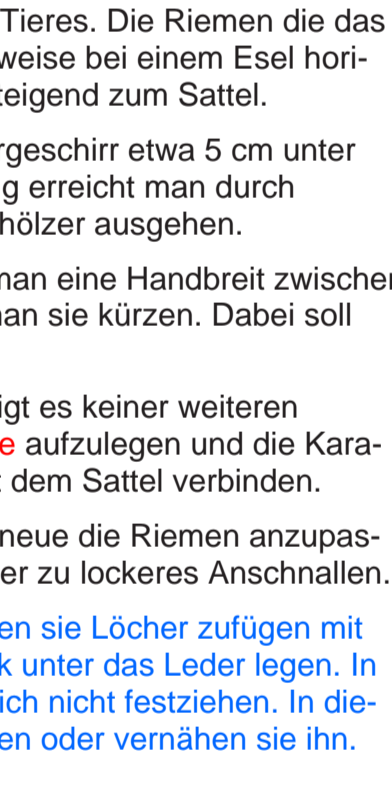 Tieres. Die Riemen die das
weise bei einem Esel hori-
teigend zum Sattel.
rgeschirr etwa 5 cm unter
g erreicht man durch
hölzer ausgehen.
man eine Handbreit zwischen
an sie kürzen. Dabei soll
igt es keiner weiteren
e aufzulegen und die Kara-
t dem Sattel verbinden.
neue die Riemen anzupas-
er zu lockeres Anschnallen.
en sie Löcher zufügen mit
k unter das Leder legen. In
ich nicht festziehen. In die-
en oder vernähen sie ihn.